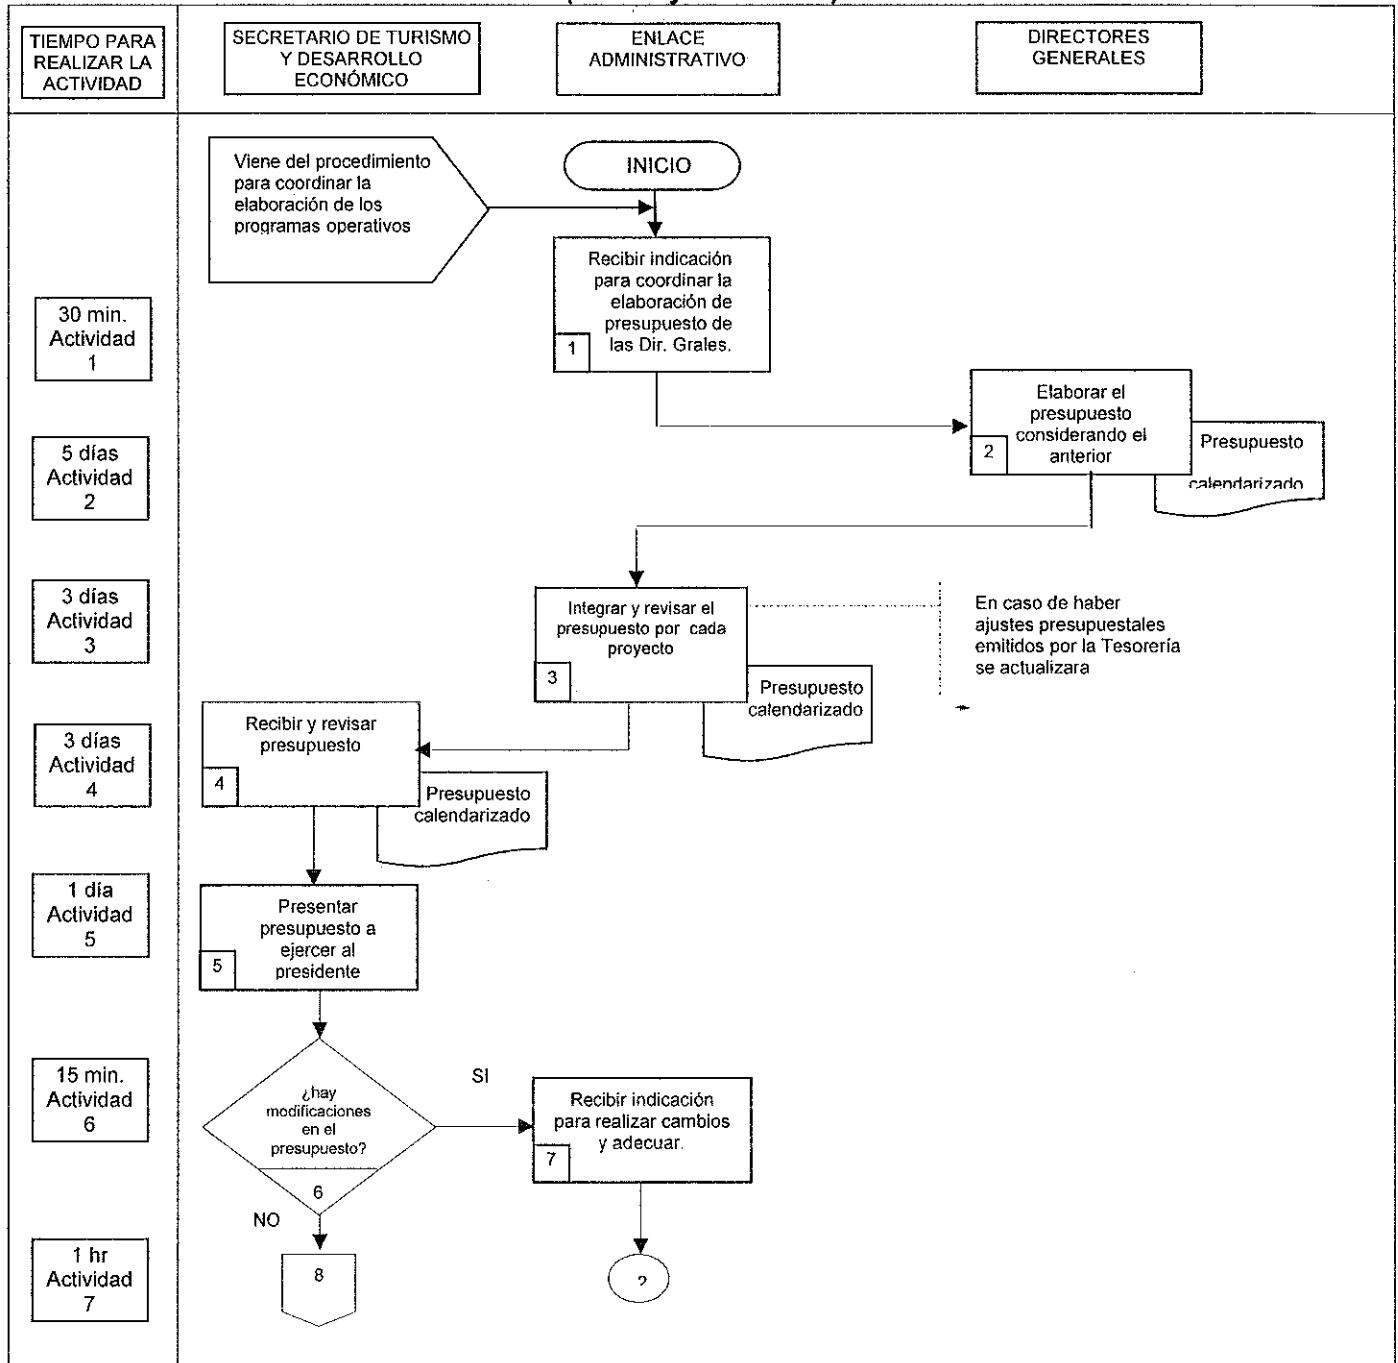 TIEMPO PARA
REALIZAR LA
ACTIVIDAD
SECRETARIO DE TURISMO
Y DESARROLLO
ECONÓMICO
ENLACE
ADMINISTRATIVO
DIRECTORES
GENERALES
Viene del procedimiento
para coordinar la
elaboración de los
programas operativos
INICIO
30 min.
Actividad
1
Recibir indicación
para coordinar la
elaboración de
presupuesto de
las Dir. Grales.
1
5 días
Actividad
2
Elaborar el
presupuesto
considerando el
anterior
2
Presupuesto
calendarizado
3 días
Actividad
3
Integrar y revisar el
presupuesto por cada
proyecto
3
Presupuesto
calendarizado
En caso de haber
ajustes presupuestales
emitidos por la Tesorería
se actualizara
3 días
Actividad
4
Recibir y revisar
presupuesto
4
Presupuesto
calendarizado
1 día
Actividad
5
Presentar
presupuesto a
ejercer al
presidente
5
15 min.
Actividad
6
¿hay
modificaciones
en el
presupuesto?
6
SI
NO
Recibir indicación
para realizar cambios
y adecuar.
7
1 hr
Actividad
7
8
2